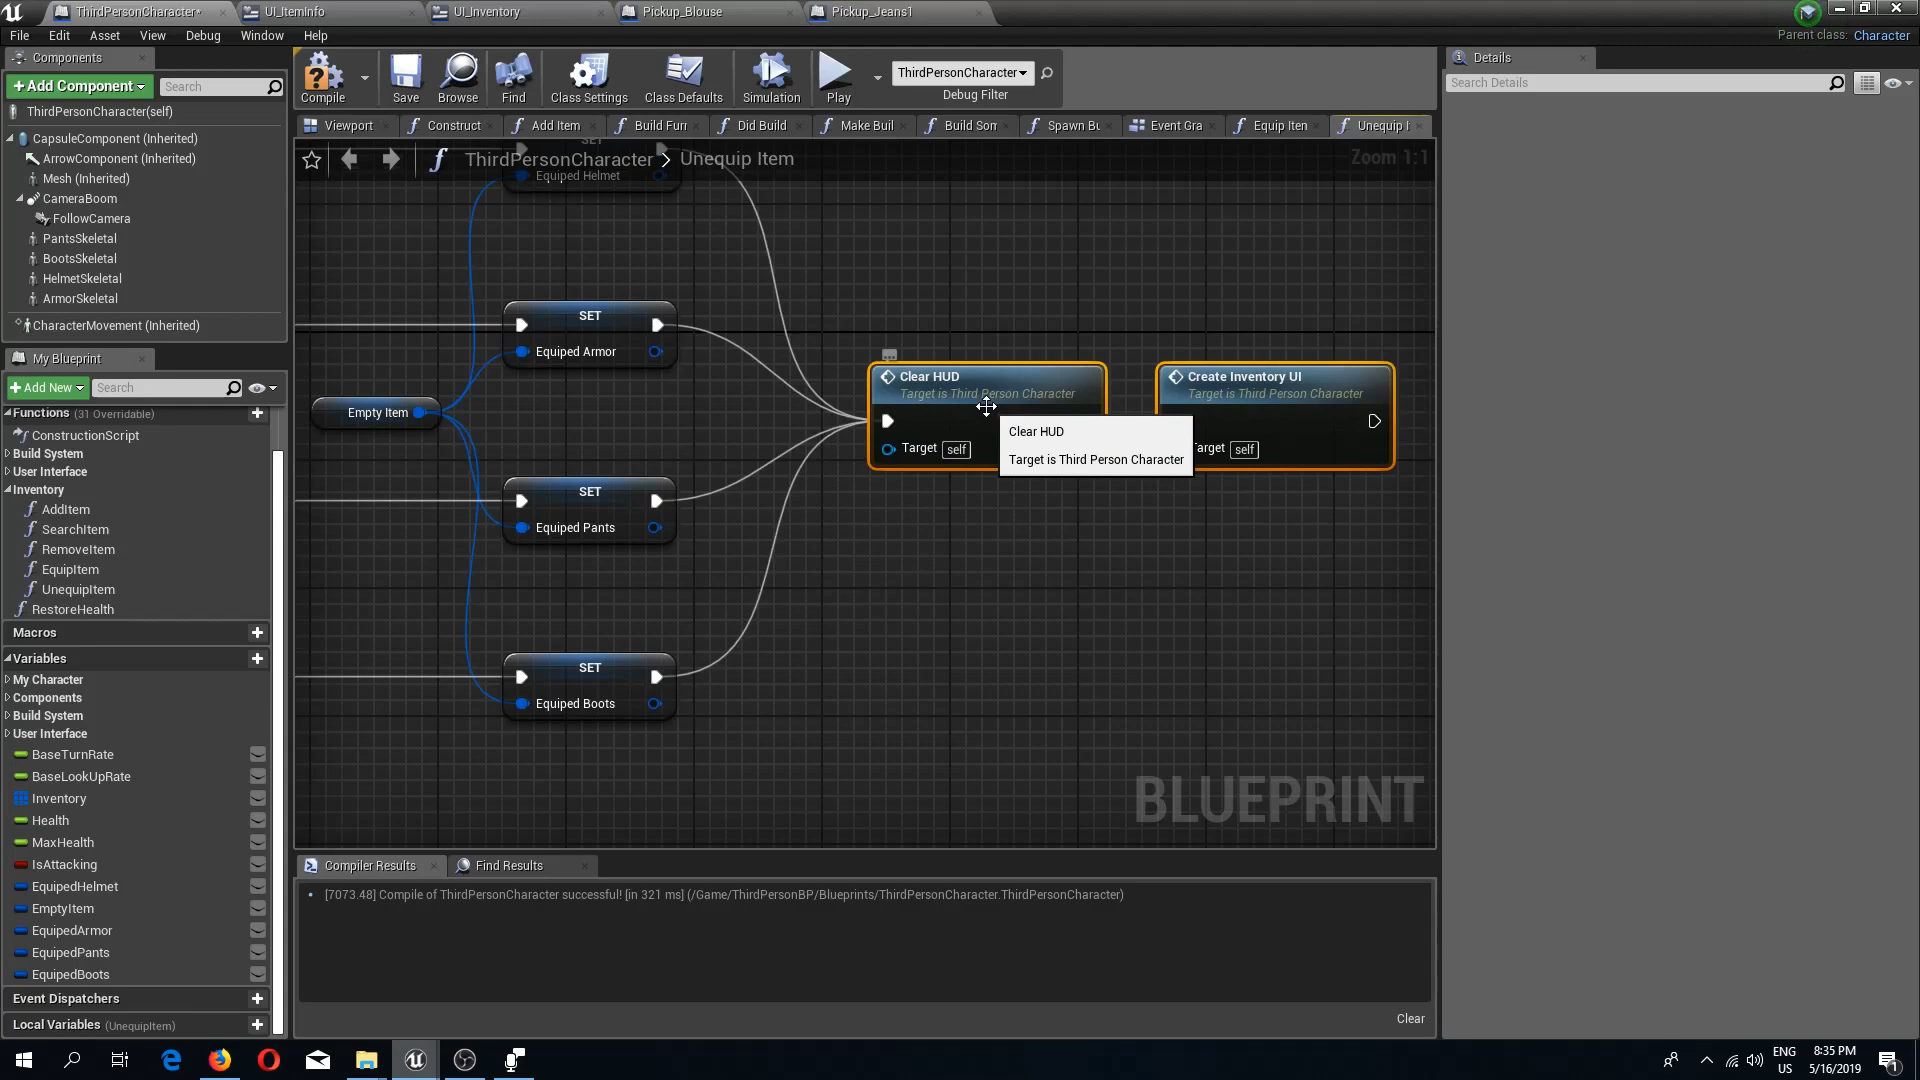 ThirdPersonCharacter*
UI_ItemInfo
UI_Inventory
Pickup_Blouse
Pickup_Jeans1
File Edit Asset View Debug Window Help
Parent class: Character
Components
+Add Component
Search
ThirdPersonCharacter(self)
CapsuleComponent (Inherited)
ArrowComponent (Inherited)
Mesh (Inherited)
CameraBoom
FollowCamera
PantsSkeletal
BootsSkeletal
HelmetSkeletal
ArmorSkeletal
CharacterMovement (Inherited)
My Blueprint
+Add New
Search
Functions (31 Overridable)
ConstructionScript
Build System
User Interface
Inventory
AddItem
SearchItem
RemoveItem
EquipItem
UnequipItem
RestoreHealth
Macros
Variables
My Character
Components
Build System
User Interface
BaseTurnRate
BaseLookUpRate
Inventory
Health
MaxHealth
IsAttacking
EquipedHelmet
EmptyItem
EquipedArmor
EquipedPants
EquipedBoots
Event Dispatchers
Local Variables (UnequipItem)
Compile
Save
Browse
Find
Class Settings
Class Defaults
Simulation
Play
ThirdPersonCharacter
Debug Filter
Viewport
Construct
Add Item
Build Furr
Did Build
Make Buil
Build Som
Spawn Bu
Event Gra
Equip Iten
Unequip I
ThirdPersonCharacter > Unequip Item
Zoom 1:1
SET
Equiped Helmet
SET
Equiped Armor
Empty Item
SET
Equiped Pants
SET
Equiped Boots
Clear HUD
Target is Third Person Character
Target self
Create Inventory UI
Target is Third Person Character
Target self
Clear HUD
Target is Third Person Character
BLUEPRINT
Compiler Results
Find Results
[7073.48] Compile of ThirdPersonCharacter successful! [in 321 ms] (/Game/ThirdPersonBP/Blueprints/ThirdPersonCharacter.ThirdPersonCharacter)
Clear
Details
Search Details
ENG
US
8:35 PM
5/16/2019
1